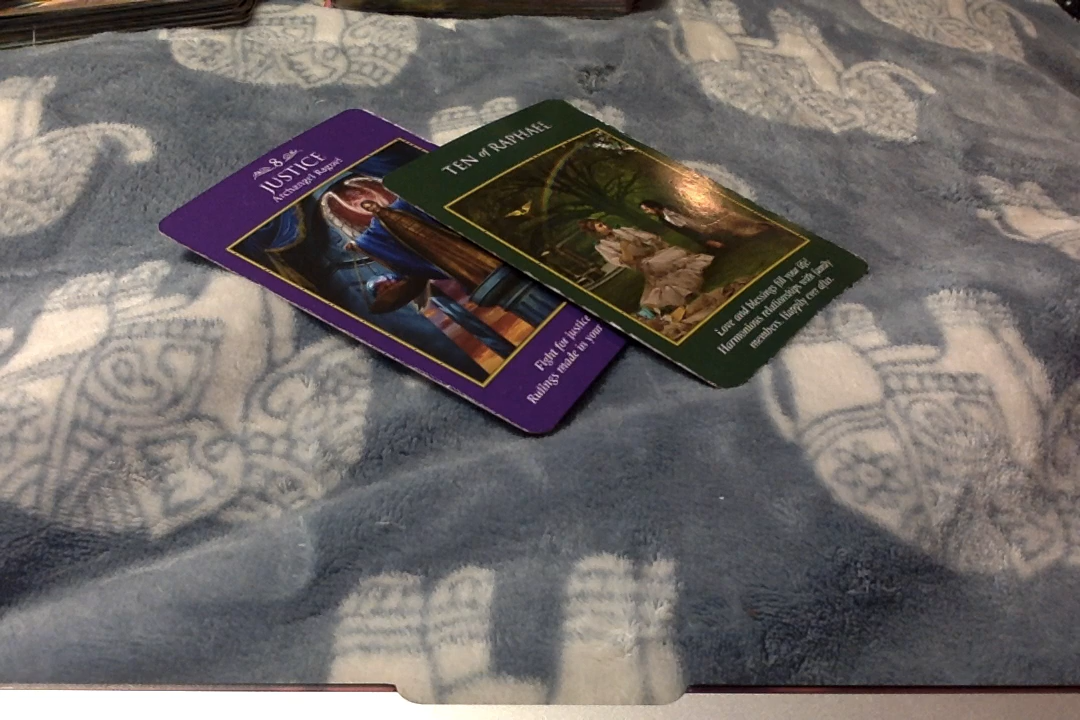 8
JUSTICE
Archangel Raguel
Fight for justice
Rulings made in your
TEN of RAPHAEL
Love and blessings fill your life!
Harmonious relationships with family
members. Happily ever after.